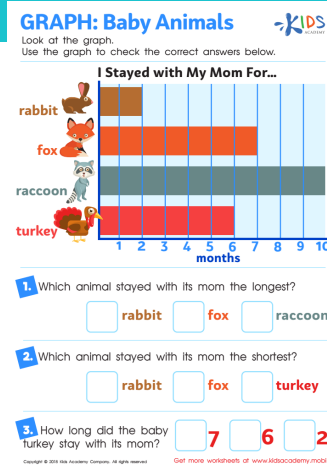 GRAPH: Baby Animals
KIDS
ACADEMY
Look at the graph.
Use the graph to check the correct answers below.
I Stayed with My Mom For...
rabbit
fox
raccoon
turkey
1 2 3 4 5 6 7 8 9 10
months
1. Which animal stayed with its mom the longest?
rabbit fox raccoon
2. Which animal stayed with its mom the shortest?
rabbit fox turkey
3. How long did the baby
turkey stay with its mom?
7 6 2
Copyright © 2016 Kids Academy Company. All rights reserved
Get more worksheets at www.kidsacademy.mobi